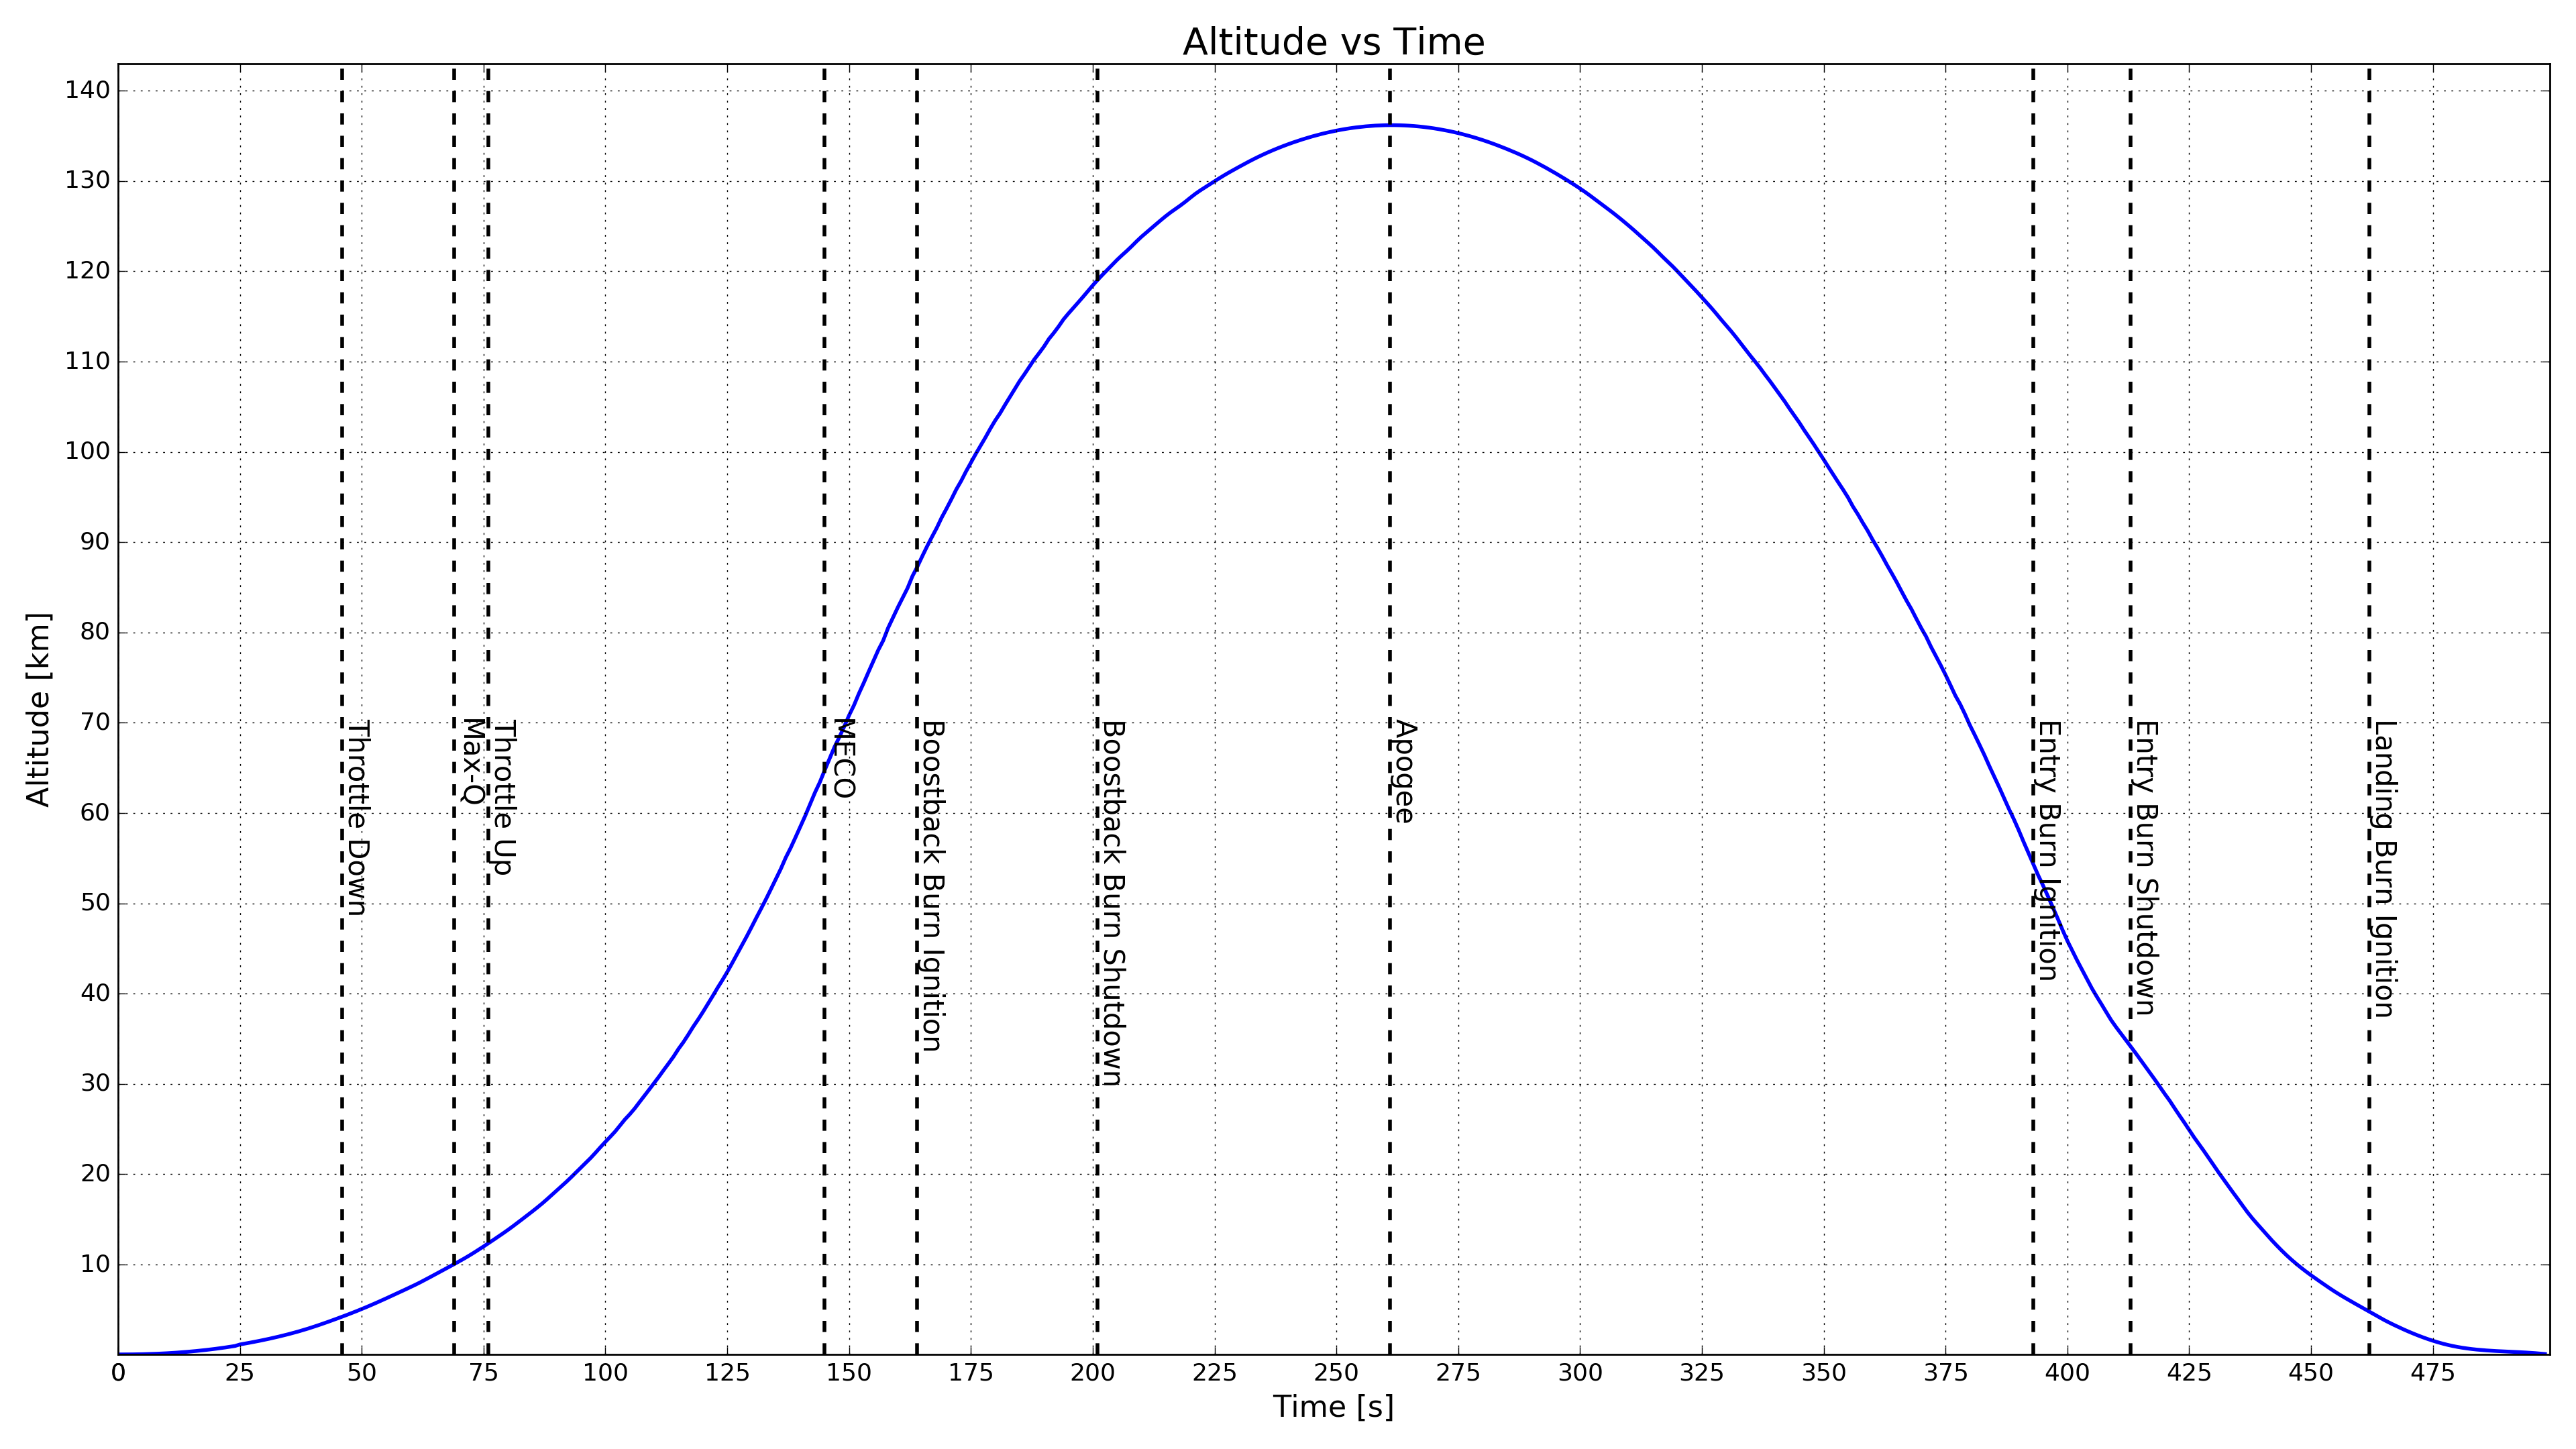 Altitude vs Time
Altitude [km]
140
130
120
110
100
90
80
70
60
50
40
30
20
10
Throttle Down
Max-Q
Throttle Up
MECO
Boostback Burn Ignition
Boostback Burn Shutdown
Apogee
Entry Burn Ignition
Entry Burn Shutdown
Landing Burn Ignition
0 25 50 75 100 125 150 175 200 225 250 275 300 325 350 375 400 425 450 475
Time [s]